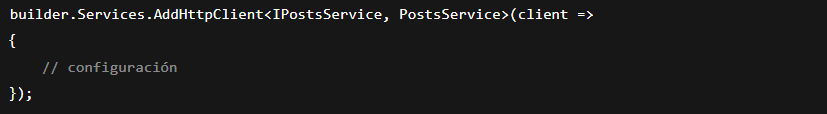 builder.Services.AddHttpClient<IPostsService, PostsService>(client =>
{
    // configuración
});